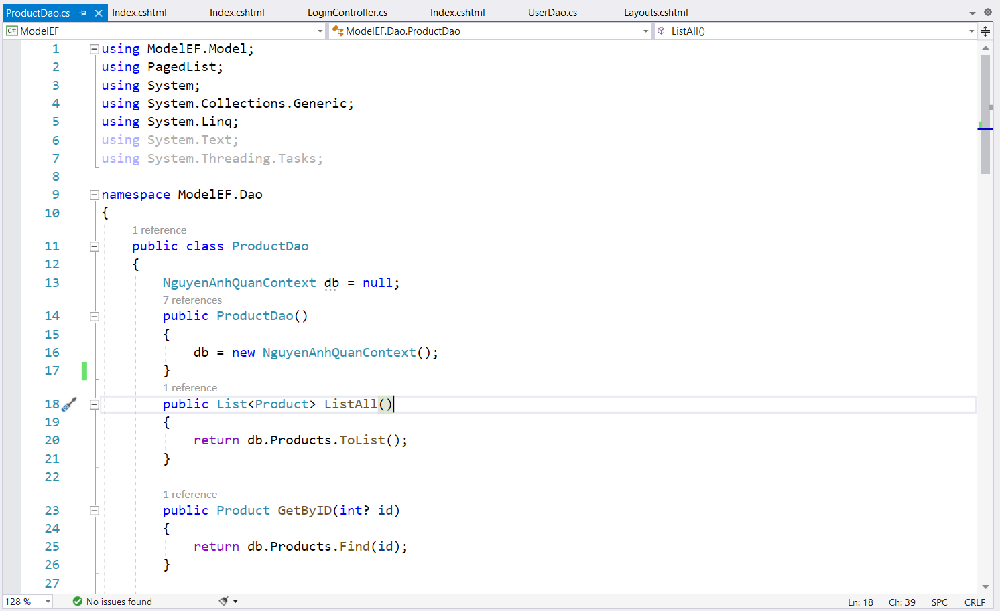 ProductDao.cs Index.cshtml Index.cshtml LoginController.cs Index.cshtml UserDao.cs _Layouts.cshtml
C# ModelEF ModelEF.Dao.ProductDao ListAll()
1 using ModelEF.Model;
2 using PagedList;
3 using System;
4 using System.Collections.Generic;
5 using System.Linq;
6 using System.Text;
7 using System.Threading.Tasks;
8
9 namespace ModelEF.Dao
10 {
1 reference
11 public class ProductDao
12 {
13 NguyenAnhQuanContext db = null;
7 references
14 public ProductDao()
15 {
16 db = new NguyenAnhQuanContext();
17 }
1 reference
18 public List<Product> ListAll()
19 {
20 return db.Products.ToList();
21 }
22
1 reference
23 public Product GetByID(int? id)
24 {
25 return db.Products.Find(id);
26 }
27
128 % No issues found Ln: 18 Ch: 39 SPC CRLF